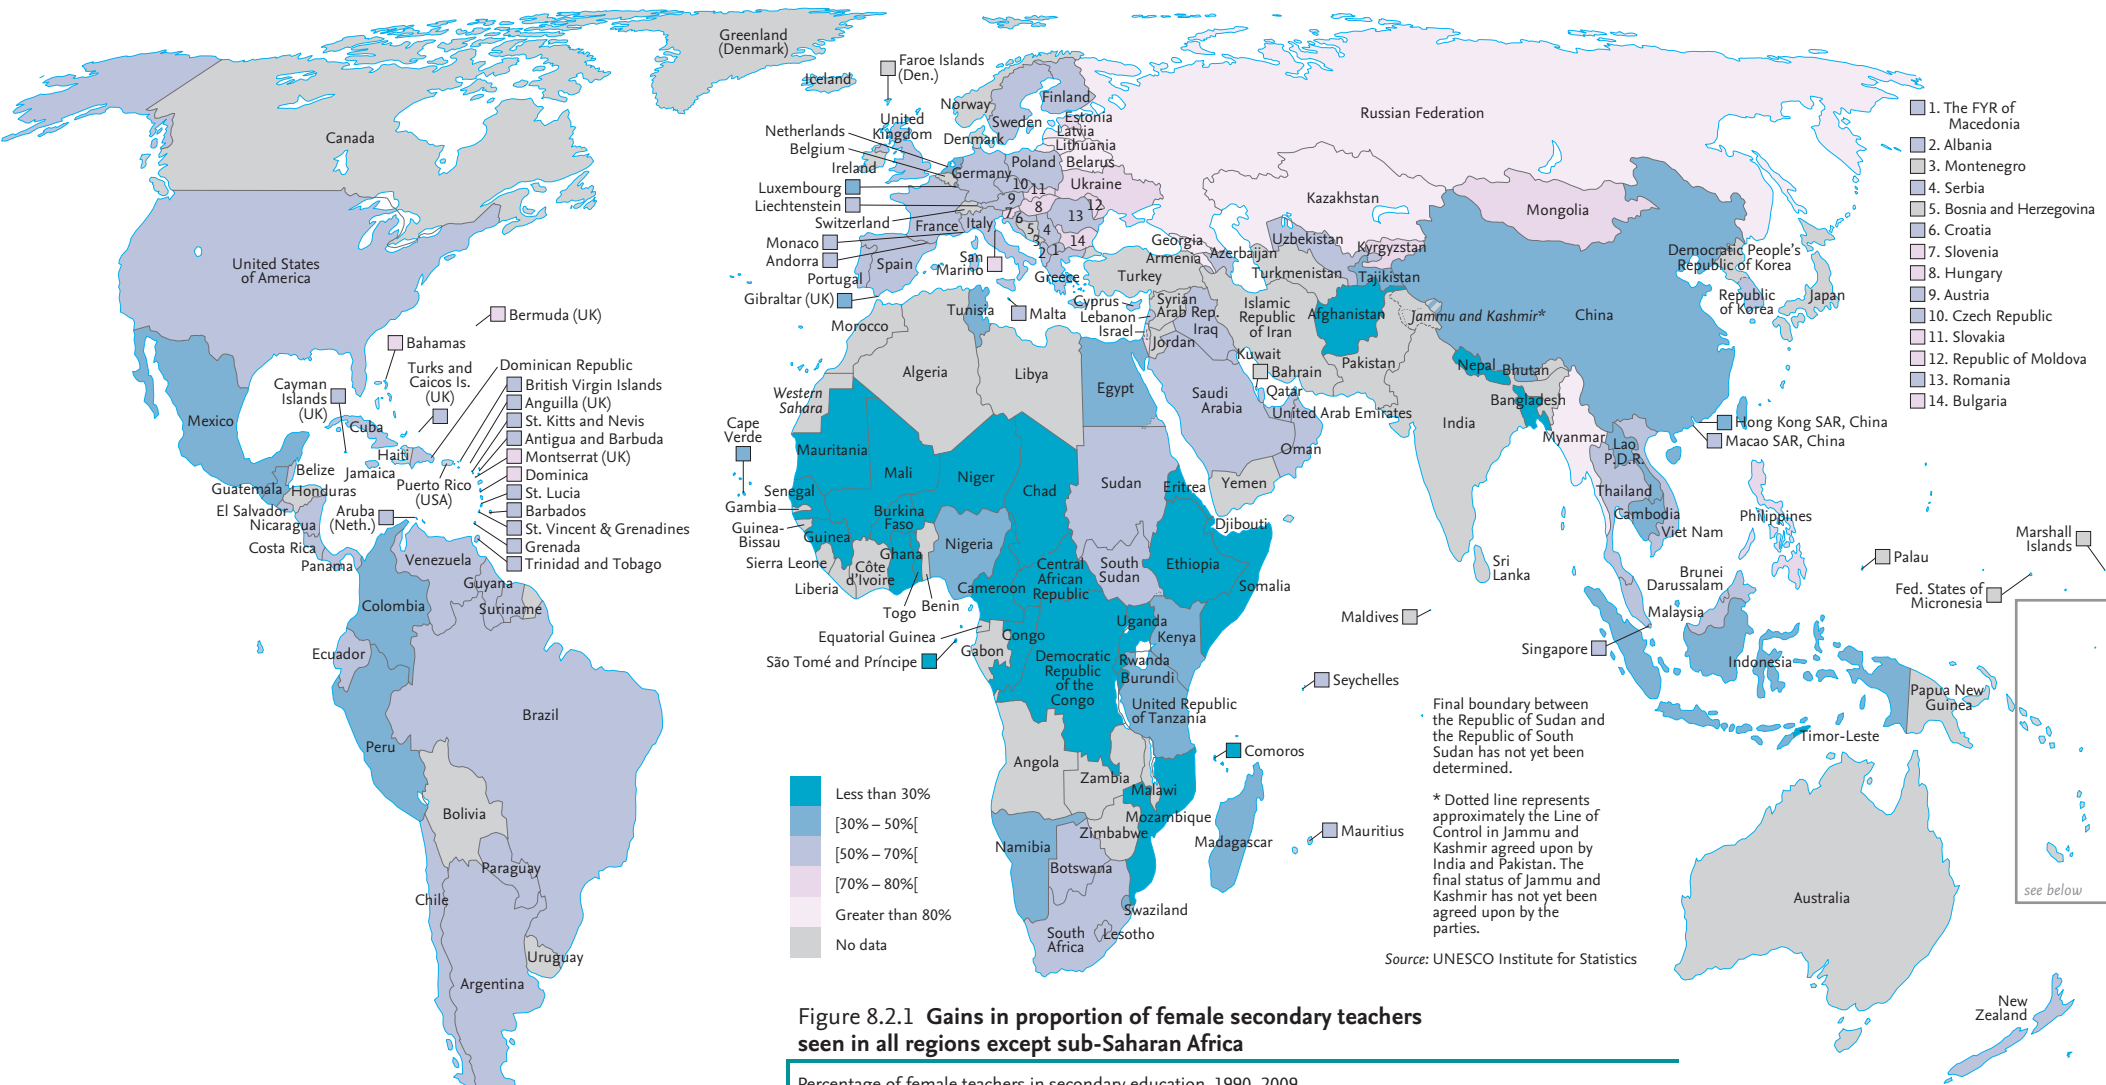 Greenland
(Denmark)
Iceland
Faroe Islands
(Den.)
Canada
United States
of America
Norway
Sweden
Finland
Russian Federation
United
Kingdom
Denmark
Estonia
Latvia
Lithuania
Netherlands
Belgium
Ireland
Luxembourg
Liechtenstein
Switzerland
Monaco
Andorra
Portugal
Gibraltar (UK)
Germany
Poland
Belarus
Ukraine
France
Italy
Spain
San
Marino
Greece
Malta
10
11
9
8
7
6
5
4
3
2
1
12
13
14
Georgia
Armenia
Azerbaijan
Turkey
Kazakhstan
Uzbekistan
Turkmenistan
Kyrgyzstan
Tajikistan
Mongolia
China
Democratic People's
Republic of Korea
Republic
of Korea
Japan
1. The FYR of
Macedonia
2. Albania
3. Montenegro
4. Serbia
5. Bosnia and Herzegovina
6. Croatia
7. Slovenia
8. Hungary
9. Austria
10. Czech Republic
11. Slovakia
12. Republic of Moldova
13. Romania
14. Bulgaria
Bermuda (UK)
Bahamas
Turks and
Caicos Is.
(UK)
Cayman
Islands
(UK)
Mexico
Cuba
Haiti
Jamaica
Puerto Rico
(USA)
Belize
Guatemala
Honduras
El Salvador
Nicaragua
Costa Rica
Panama
Aruba
(Neth.)
Dominican Republic
British Virgin Islands
Anguilla (UK)
St. Kitts and Nevis
Antigua and Barbuda
Montserrat (UK)
Dominica
St. Lucia
Barbados
St. Vincent & Grenadines
Grenada
Trinidad and Tobago
Venezuela
Guyana
Suriname
Colombia
Ecuador
Peru
Brazil
Bolivia
Paraguay
Chile
Uruguay
Argentina
Morocco
Tunisia
Algeria
Libya
Egypt
Western
Sahara
Cape
Verde
Mauritania
Mali
Niger
Chad
Sudan
Eritrea
Djibouti
Senegal
Gambia
Guinea-
Bissau
Guinea
Sierra Leone
Liberia
Côte
d'Ivoire
Burkina
Faso
Ghana
Togo
Benin
Nigeria
Cameroon
Central
African
Republic
South
Sudan
Ethiopia
Somalia
Equatorial Guinea
São Tomé and Príncipe
Gabon
Congo
Democratic
Republic
of the
Congo
Uganda
Kenya
Rwanda
Burundi
United Republic
of Tanzania
Seychelles
Comoros
Angola
Zambia
Malawi
Mozambique
Zimbabwe
Namibia
Botswana
Madagascar
Mauritius
Swaziland
South
Africa
Lesotho
Cyprus
Lebanon
Israel
Syrian
Arab Rep.
Iraq
Jordan
Kuwait
Bahrain
Qatar
Saudi
Arabia
United Arab Emirates
Oman
Yemen
Islamic
Republic
of Iran
Afghanistan
Pakistan
Jammu and Kashmir*
Nepal
Bhutan
Bangladesh
India
Sri
Lanka
Maldives
Myanmar
Lao
P.D.R.
Thailand
Cambodia
Viet Nam
Hong Kong SAR, China
Macao SAR, China
Philippines
Brunei
Darussalam
Malaysia
Singapore
Indonesia
Timor-Leste
Papua New
Guinea
Palau
Marshall
Islands
Fed. States of
Micronesia
Australia
New
Zealand
see below
Less than 30%
[30% – 50%[
[50% – 70%[
[70% – 80%[
Greater than 80%
No data
Final boundary between
the Republic of Sudan and
the Republic of South
Sudan has not yet been
determined.
* Dotted line represents
approximately the Line of
Control in Jammu and
Kashmir agreed upon by
India and Pakistan. The
final status of Jammu and
Kashmir has not yet been
agreed upon by the
parties.
Source: UNESCO Institute for Statistics
Figure 8.2.1 Gains in proportion of female secondary teachers
seen in all regions except sub-Saharan Africa
Percentage of female teachers in secondary education, 1990–2009